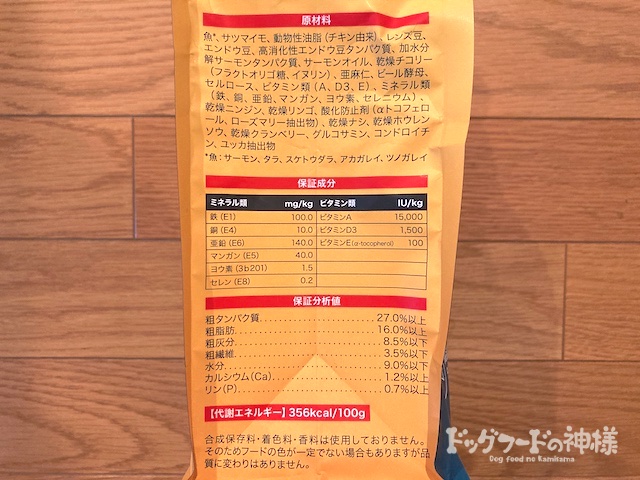 原材料
魚*、サツマイモ、動物性油脂（チキン由来）、レンズ豆、
エンドウ豆、高消化性エンドウ豆タンパク質、加水分
解サーモンタンパク質、サーモンオイル、乾燥チコリー
（フラクトオリゴ糖、イヌリン）、亜麻仁、ビール酵母、
セルロース、ビタミン類（A、D3、E）、ミネラル類
（鉄、銅、亜鉛、マンガン、ヨウ素、セレニウム）、
乾燥ニンジン、乾燥リンゴ、酸化防止剤（αトコフェロ
ール、ローズマリー抽出物）、乾燥ナシ、乾燥ホウレン
ソウ、乾燥クランベリー、グルコサミン、コンドロイチ
ン、ユッカ抽出物
*魚：サーモン、タラ、スケトウダラ、アカガレイ、ツノガレイ
保証成分
ミネラル類 mg/kg ビタミン類 IU/kg
鉄（E1） 100.0 ビタミンA 15,000
銅（E4） 10.0 ビタミンD3 1,500
亜鉛（E6） 140.0 ビタミンE（α-tocopherol） 100
マンガン（E5） 40.0
ヨウ素（3b201） 1.5
セレン（E8） 0.2
保証分析値
粗タンパク質 27.0%以上
粗脂肪 16.0%以上
粗灰分 8.5%以下
粗繊維 3.5%以下
水分 9.0%以下
カルシウム（Ca） 1.2%以上
リン（P） 0.7%以上
【代謝エネルギー】356kcal/100g
合成保存料・着色料・香料は使用しておりません。
そのためフードの色が一定でない場合もありますが品
質に変わりはありません。
ドッグフードの神様
Dog food no Kamisama